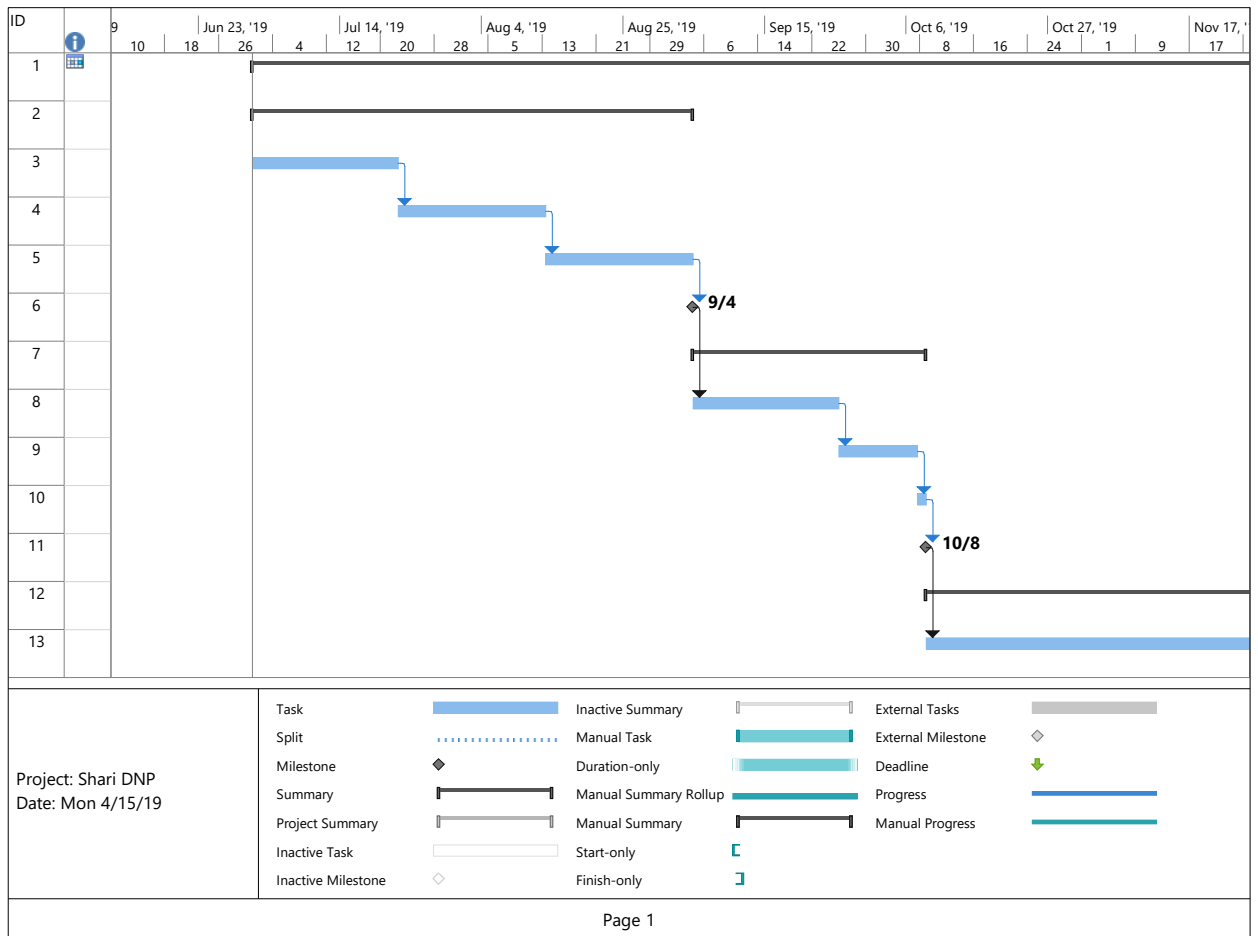 ID
9 Jun 23, '19 Jul 14, '19 Aug 4, '19 Aug 25, '19 Sep 15, '19 Oct 6, '19 Oct 27, '19 Nov 17, '
10 18 26 4 12 20 28 5 13 21 29 6 14 22 30 8 16 24 1 9 17
1
2
3
4
5
6 9/4
7
8
9
10
11 10/8
12
13
Project: Shari DNP
Date: Mon 4/15/19
Task Inactive Summary External Tasks
Split Manual Task External Milestone
Milestone Duration-only Deadline
Summary Manual Summary Rollup Progress
Project Summary Manual Summary Manual Progress
Inactive Task Start-only
Inactive Milestone Finish-only
Page 1